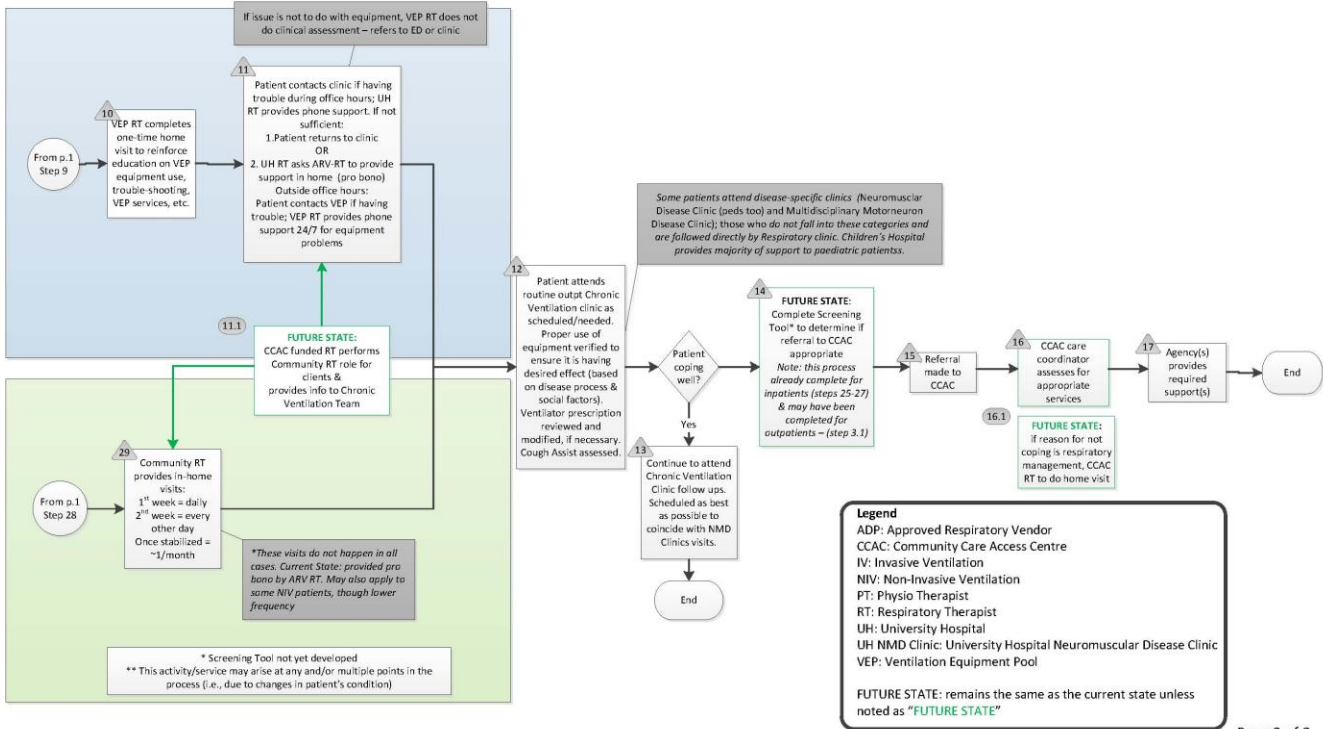 If issue is not to do with equipment, VEP RT does not
do clinical assessment – refers to ED or clinic
11
Patient contacts clinic if having
trouble during office hours; UH
RT provides phone support. If not
sufficient:
1.Patient returns to clinic
OR
2. UH RT asks ARV-RT to provide
support in home (pro bono)
Outside office hours:
Patient contacts VEP if having
trouble; VEP RT provides phone
support 24/7 for equipment
problems
10
VEP RT completes
one-time home
visit to reinforce
education on VEP
equipment use,
trouble-shooting,
VEP services, etc.
From p.1
Step 9
11.1
FUTURE STATE:
CCAC funded RT performs
Community RT role for
clients &
provides info to Chronic
Ventilation Team
29
Community RT
provides in-home
visits:
1st week = daily
2nd week = every
other day
Once stabilized =
~1/month
From p.1
Step 28
*These visits do not happen in all
cases. Current State: provided pro
bono by ARV RT. May also apply to
some NIV patients, though lower
frequency
* Screening Tool not yet developed
** This activity/service may arise at any and/or multiple points in the
process (i.e., due to changes in patient's condition)
Some patients attend disease-specific clinics (Neuromuscular
Disease Clinic (peds too) and Multidisciplinary Motorneuron
Disease Clinic); those who do not fall into these categories and
are followed directly by Respiratory clinic. Children's Hospital
provides majority of support to paediatric patientss.
12
Patient attends
routine outpt Chronic
Ventilation clinic as
scheduled/needed.
Proper use of
equipment verified to
ensure it is having
desired effect (based
on disease process &
social factors).
Ventilator prescription
reviewed and
modified, if necessary.
Cough Assist assessed.
Patient
coping
well?
Yes
13
Continue to attend
Chronic Ventilation
Clinic follow ups.
Scheduled as best
as possible to
coincide with NMD
Clinics visits.
End
14
FUTURE STATE:
Complete Screening
Tool* to determine if
referral to CCAC
appropriate
Note: this process
already complete for
inpatients (steps 25-27)
& may have been
completed for
outpatients – (step 3.1)
15
Referral
made to
CCAC
16
CCAC care
coordinator
assesses for
appropriate
services
16.1
FUTURE STATE:
if reason for not
coping is respiratory
management, CCAC
RT to do home visit
17
Agency(s)
provides
required
support(s)
End
Legend
ADP: Approved Respiratory Vendor
CCAC: Community Care Access Centre
IV: Invasive Ventilation
NIV: Non-Invasive Ventilation
PT: Physio Therapist
RT: Respiratory Therapist
UH: University Hospital
UH NMD Clinic: University Hospital Neuromuscular Disease Clinic
VEP: Ventilation Equipment Pool
FUTURE STATE: remains the same as the current state unless
noted as "FUTURE STATE"